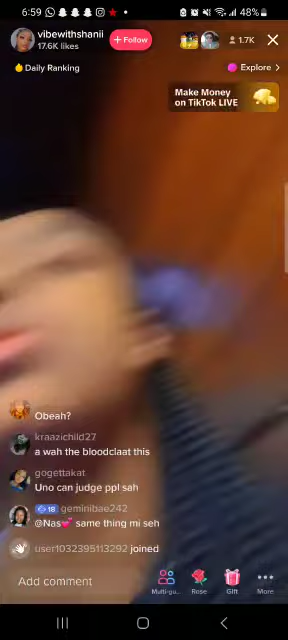 6:59
48%
vibewithshanii
17.6K likes
+ Follow
1.7K
Daily Ranking
Explore >
Make Money
on TikTok LIVE
Obeah?
kraazichild27
a wah the bloodclaat this
gogettakat
Uno can judge ppl sah
18 geminibae242
@Nas💕 same thing mi seh
user1032395113292 joined
Add comment
Multi-gu...
Rose
Gift
More